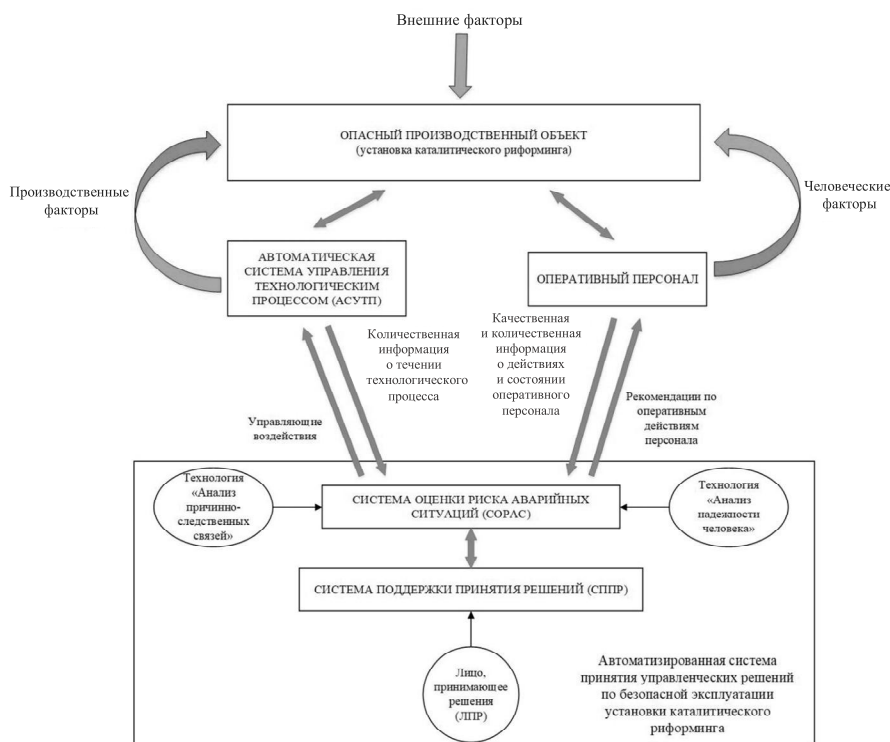 Внешние факторы
ОПАСНЫЙ ПРОИЗВОДСТВЕННЫЙ ОБЪЕКТ
(установка каталитического риформинга)
Производственные
факторы
Человеческие
факторы
АВТОМАТИЧЕСКАЯ
СИСТЕМА УПРАВЛЕНИЯ
ТЕХНОЛОГИЧЕСКИМ
ПРОЦЕССОМ (АСУТП)
ОПЕРАТИВНЫЙ ПЕРСОНАЛ
Количественная
информация
о течении
технологического
процесса
Качественная
и количественная
информация
о действиях
и состоянии
оперативного
персонала
Управляющие
воздействия
Рекомендации по
оперативным
действиям
персонала
Технология
«Анализ
причинно-
следственных
связей»
СИСТЕМА ОЦЕНКИ РИСКА АВАРИЙНЫХ
СИТУАЦИЙ (СОРАС)
Технология
«Анализ
надежности
человека»
СИСТЕМА ПОДДЕРЖКИ ПРИНЯТИЯ РЕШЕНИЙ (СППР)
Лицо,
принимающее
решения
(ЛПР)
Автоматизированная система
принятия управленческих решений
по безопасной эксплуатации
установки каталитического
риформинга